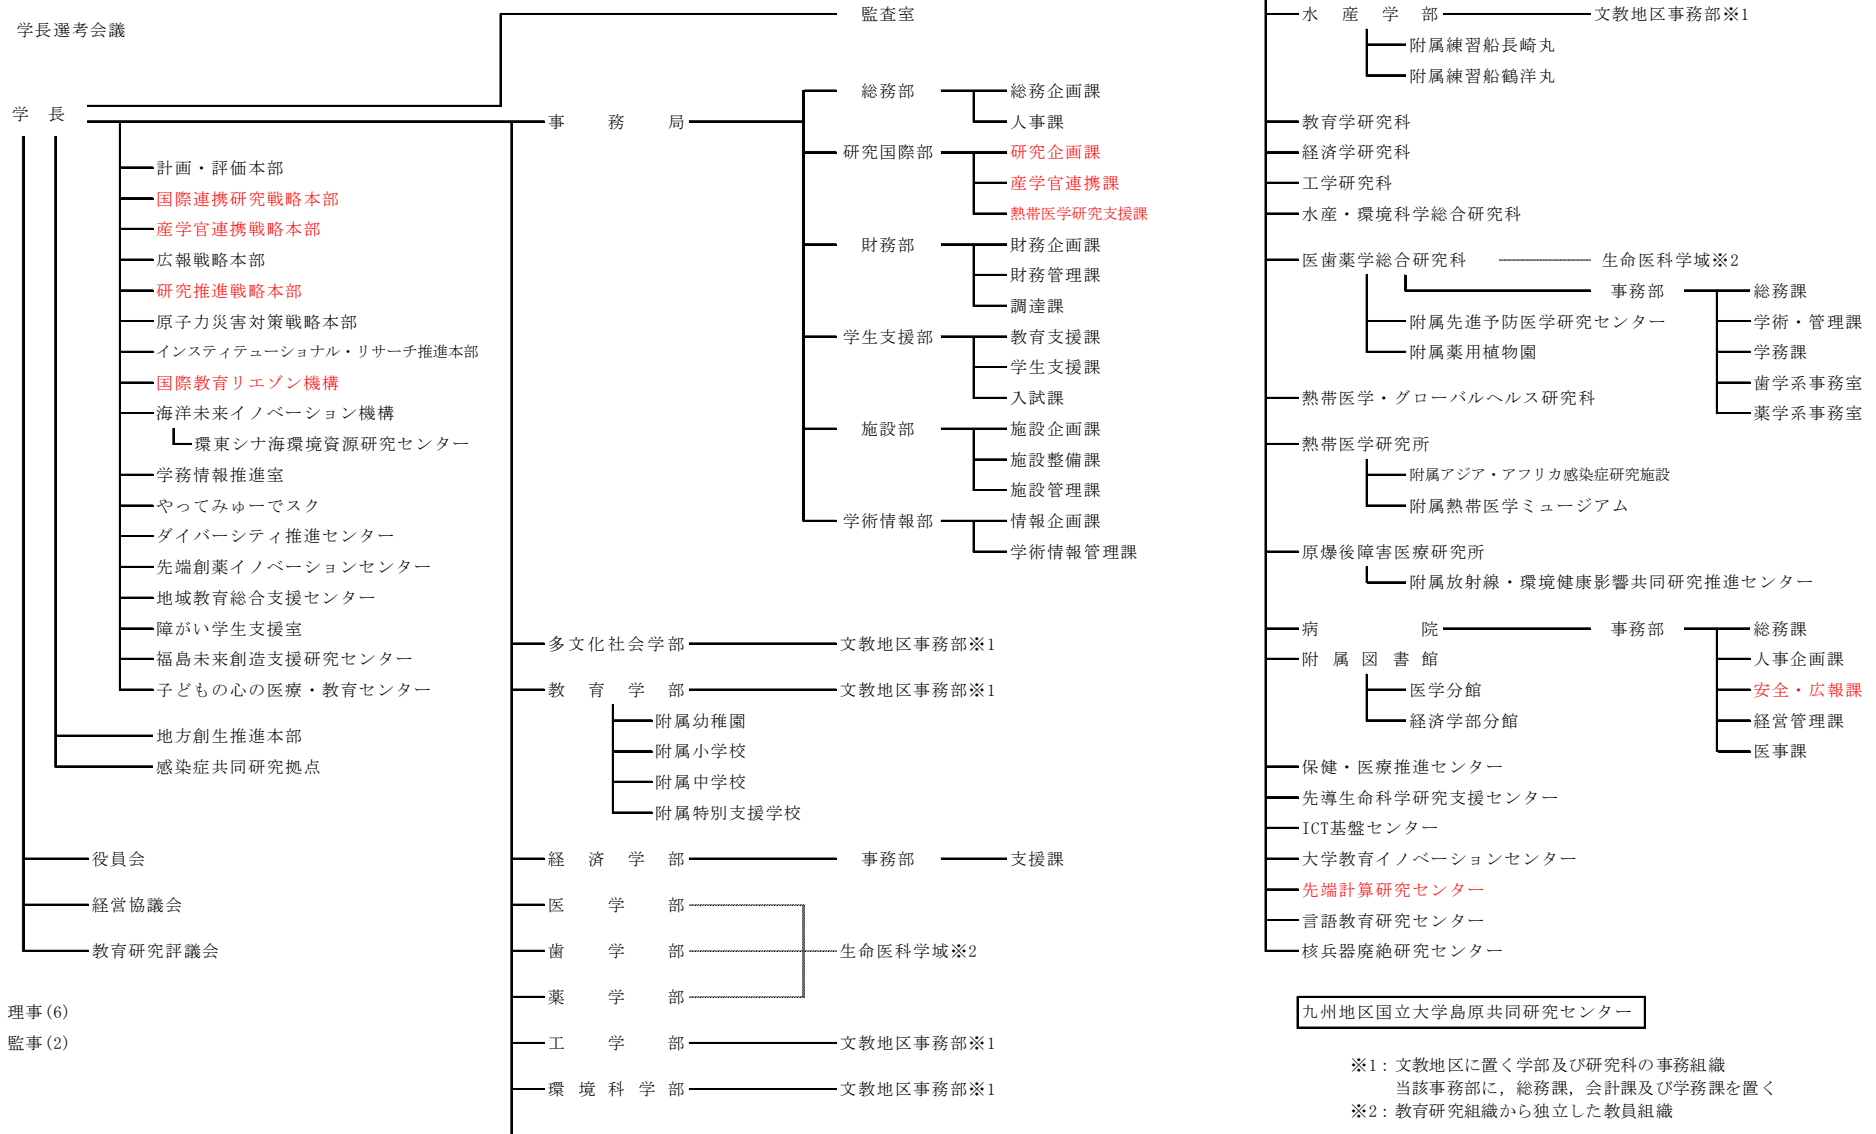 学長選考会議
学長
監査室
計画・評価本部
国際連携研究戦略本部
産学官連携戦略本部
広報戦略本部
研究推進戦略本部
原子力災害対策戦略本部
インスティテューショナル・リサーチ推進本部
国際教育リエゾン機構
海洋未来イノベーション機構
環東シナ海環境資源研究センター
学務情報推進室
やってみゅーでスク
ダイバーシティ推進センター
先端創薬イノベーションセンター
地域教育総合支援センター
障がい学生支援室
福島未来創造支援研究センター
子どもの心の医療・教育センター
地方創生推進本部
感染症共同研究拠点
役員会
経営協議会
教育研究評議会
理事(6)
監事(2)
事務局
総務部
総務企画課
人事課
研究国際部
研究企画課
産学官連携課
熱帯医学研究支援課
財務部
財務企画課
財務管理課
調達課
学生支援部
教育支援課
学生支援課
入試課
施設部
施設企画課
施設整備課
施設管理課
学術情報部
情報企画課
学術情報管理課
多文化社会学部 文教地区事務部※1
教育学部 文教地区事務部※1
附属幼稚園
附属小学校
附属中学校
附属特別支援学校
経済学部 事務部 支援課
医学部
歯学部 生命医科学域※2
薬学部
工学部 文教地区事務部※1
環境科学部 文教地区事務部※1
水産学部 文教地区事務部※1
附属練習船長崎丸
附属練習船鶴洋丸
教育学研究科
経済学研究科
工学研究科
水産・環境科学総合研究科
医歯薬学総合研究科 生命医科学域※2
事務部
総務課
学術・管理課
学務課
歯学系事務室
薬学系事務室
附属先進予防医学研究センター
附属薬用植物園
熱帯医学・グローバルヘルス研究科
熱帯医学研究所
附属アジア・アフリカ感染症研究施設
附属熱帯医学ミュージアム
原爆後障害医療研究所
附属放射線・環境健康影響共同研究推進センター
病院 事務部
総務課
人事企画課
安全・広報課
経営管理課
医事課
附属図書館
医学分館
経済学部分館
保健・医療推進センター
先導生命科学研究支援センター
ICT基盤センター
大学教育イノベーションセンター
先端計算研究センター
言語教育研究センター
核兵器廃絶研究センター
九州地区国立大学島原共同研究センター
※1：文教地区に置く学部及び研究科の事務組織
当該事務部に，総務課，会計課及び学務課を置く
※2：教育研究組織から独立した教員組織